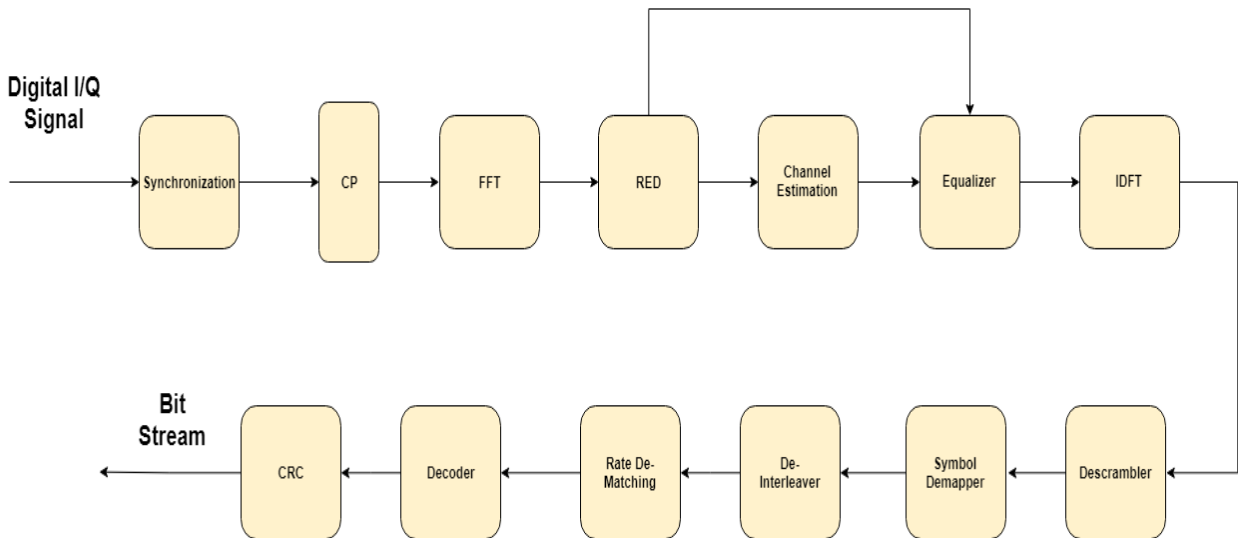 Digital I/Q
Signal
Synchronization
CP
FFT
RED
Channel
Estimation
Equalizer
IDFT
Bit
Stream
CRC
Decoder
Rate De-
Matching
De-
Interleaver
Symbol
Demapper
Descrambler